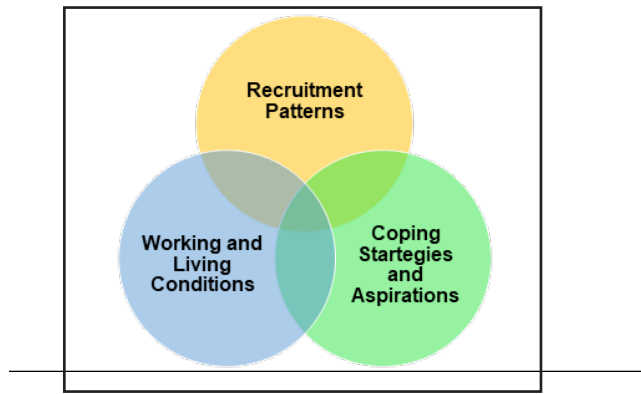 Recruitment
Patterns
Working and
Living
Conditions
Coping
Startegies
and
Aspirations